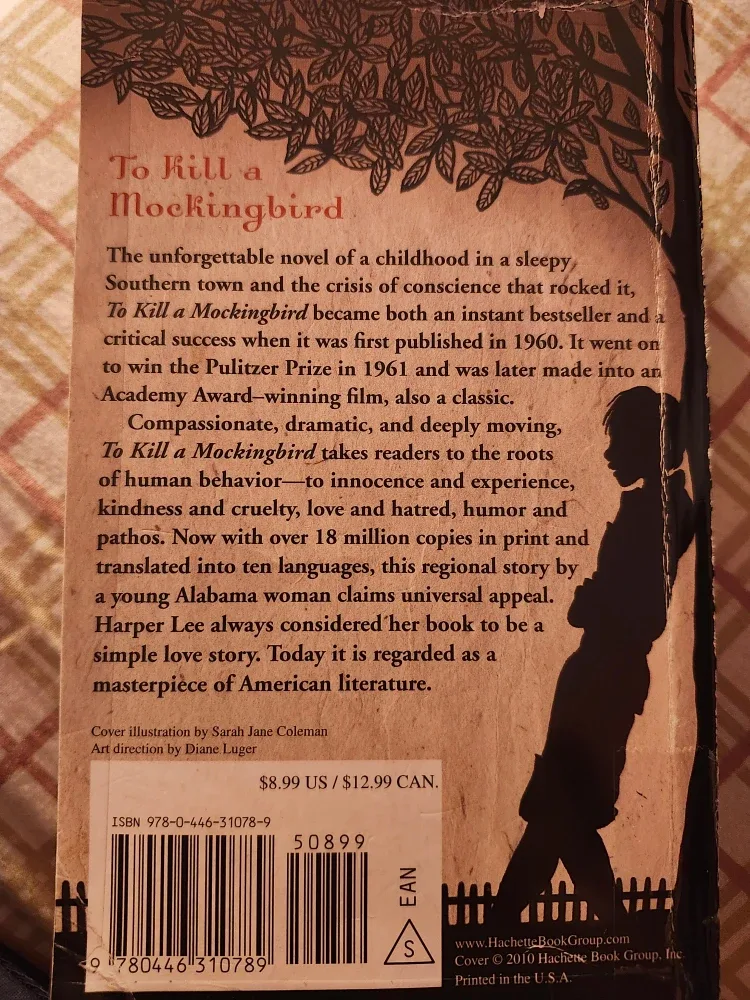 To Kill a
Mockingbird
The unforgettable novel of a childhood in a sleepy
Southern town and the crisis of conscience that rocked it,
To Kill a Mockingbird became both an instant bestseller and a
critical success when it was first published in 1960. It went on
to win the Pulitzer Prize in 1961 and was later made into an
Academy Award–winning film, also a classic.
Compassionate, dramatic, and deeply moving,
To Kill a Mockingbird takes readers to the roots
of human behavior—to innocence and experience,
kindness and cruelty, love and hatred, humor and
pathos. Now with over 18 million copies in print and
translated into ten languages, this regional story by
a young Alabama woman claims universal appeal.
Harper Lee always considered her book to be a
simple love story. Today it is regarded as a
masterpiece of American literature.
Cover illustration by Sarah Jane Coleman
Art direction by Diane Luger
$8.99 US / $12.99 CAN.
ISBN 978-0-446-31078-9
50899
EAN
S
9 780446 310789
www.HachetteBookGroup.com
Cover © 2010 Hachette Book Group, Inc.
Printed in the U.S.A.